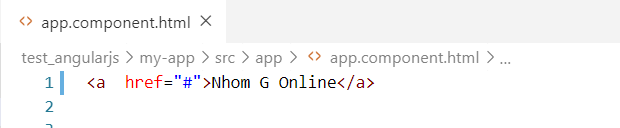 app.component.html
test_angularjs > my-app > src > app > app.component.html > ...
1 <a  href="#">Nhom G Online</a>
2
3